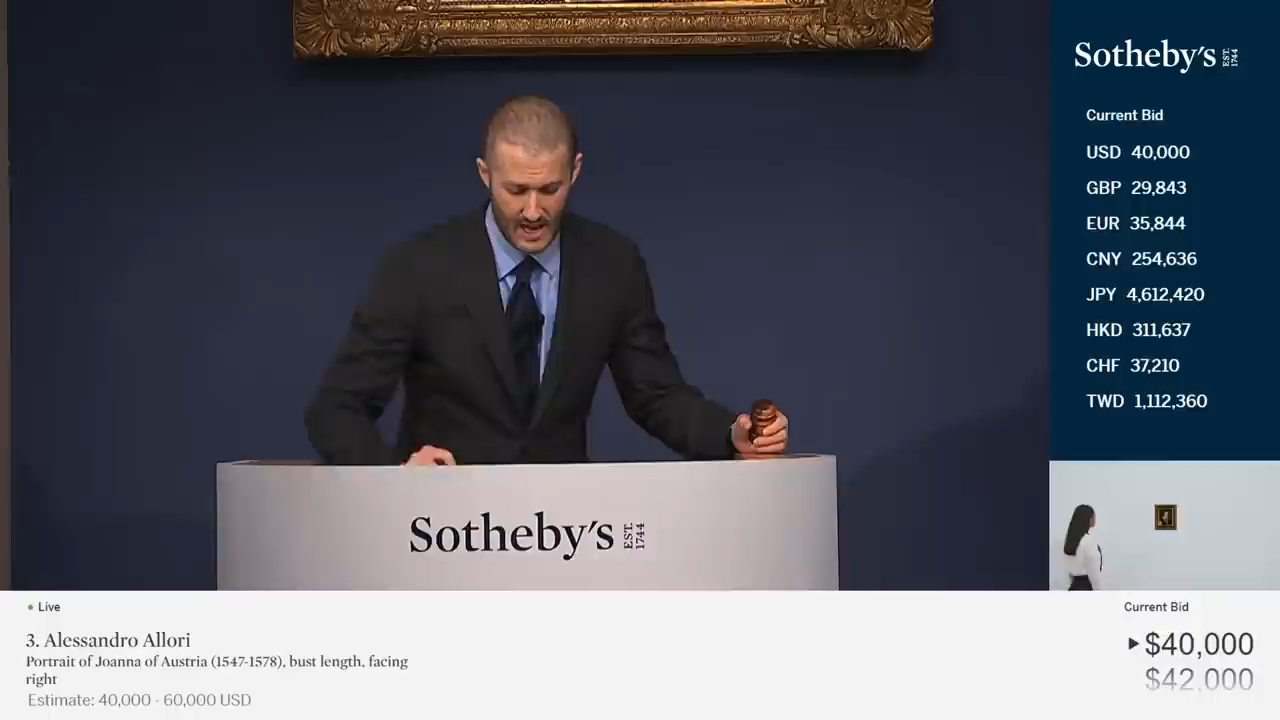 Sotheby's EST. 1744
Current Bid
USD 40,000
GBP 29,843
EUR 35,844
CNY 254,636
JPY 4,612,420
HKD 311,637
CHF 37,210
TWD 1,112,360
Sotheby's EST. 1744
Live
3. Alessandro Allori
Portrait of Joanna of Austria (1547-1578), bust length, facing
right
Estimate: 40,000 - 60,000 USD
Current Bid
$40,000
$42,000